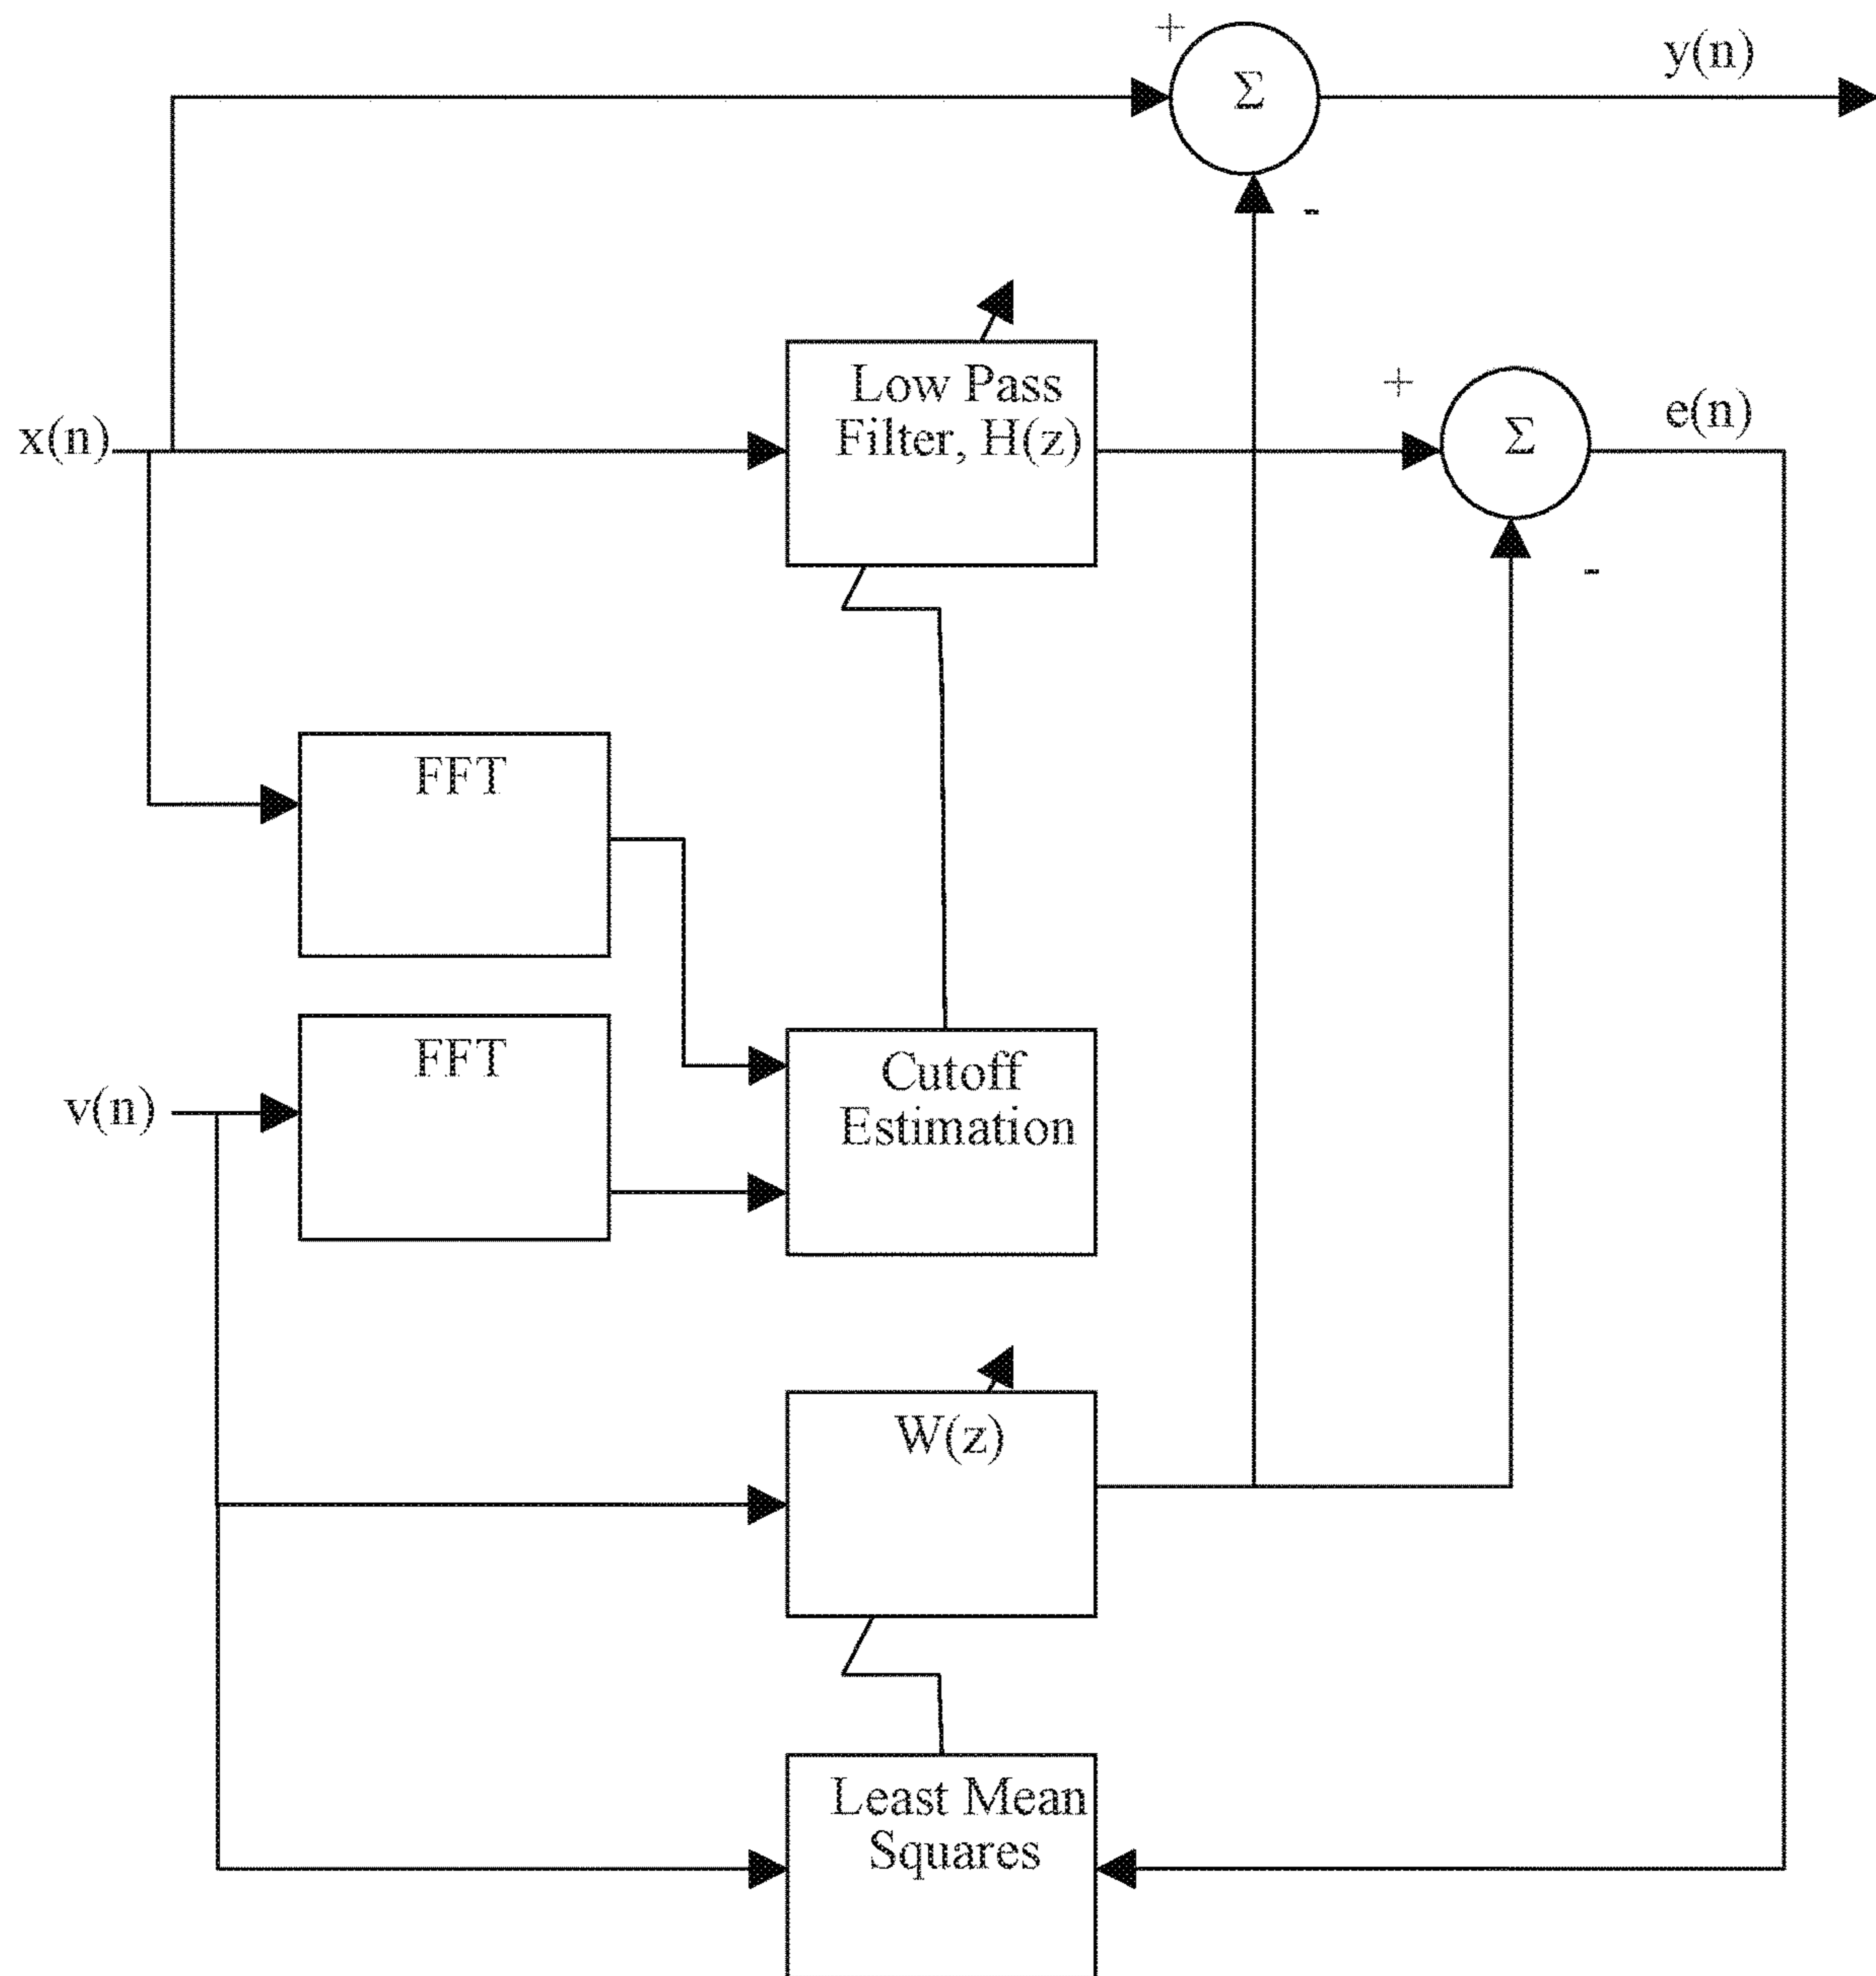 +
Σ
y(n)
-
Low Pass
Filter, H(z)
+
Σ
e(n)
x(n)
-
FFT
FFT
Cutoff
Estimation
v(n)
W(z)
Least Mean
Squares